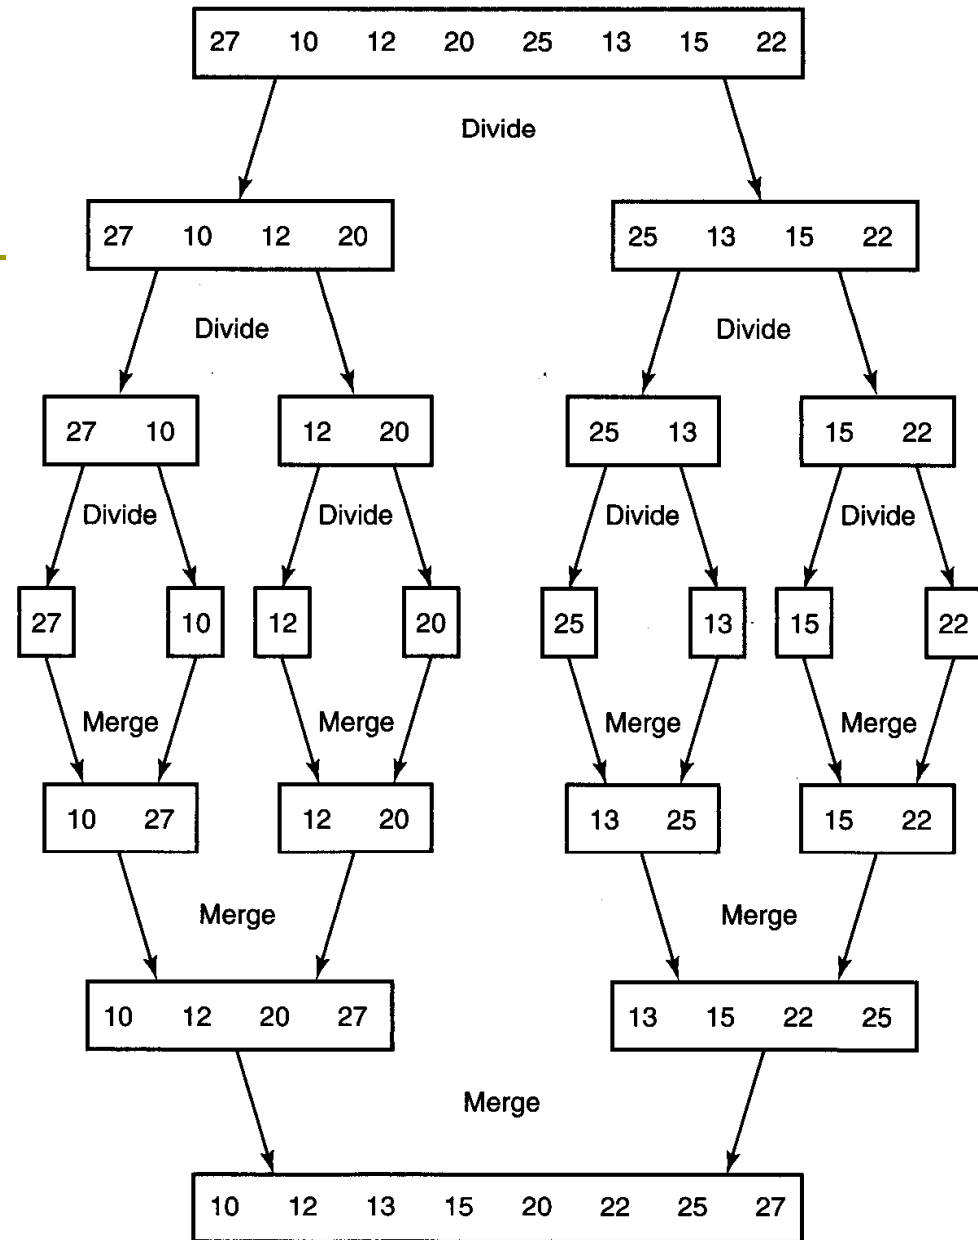 27 10 12 20 25 13 15 22
Divide
27 10 12 20 25 13 15 22
Divide Divide
27 10 12 20 25 13 15 22
Divide Divide Divide Divide
27 10 12 20 25 13 15 22
Merge Merge Merge Merge
10 27 12 20 13 25 15 22
Merge Merge
10 12 20 27 13 15 22 25
Merge
10 12 13 15 20 22 25 27